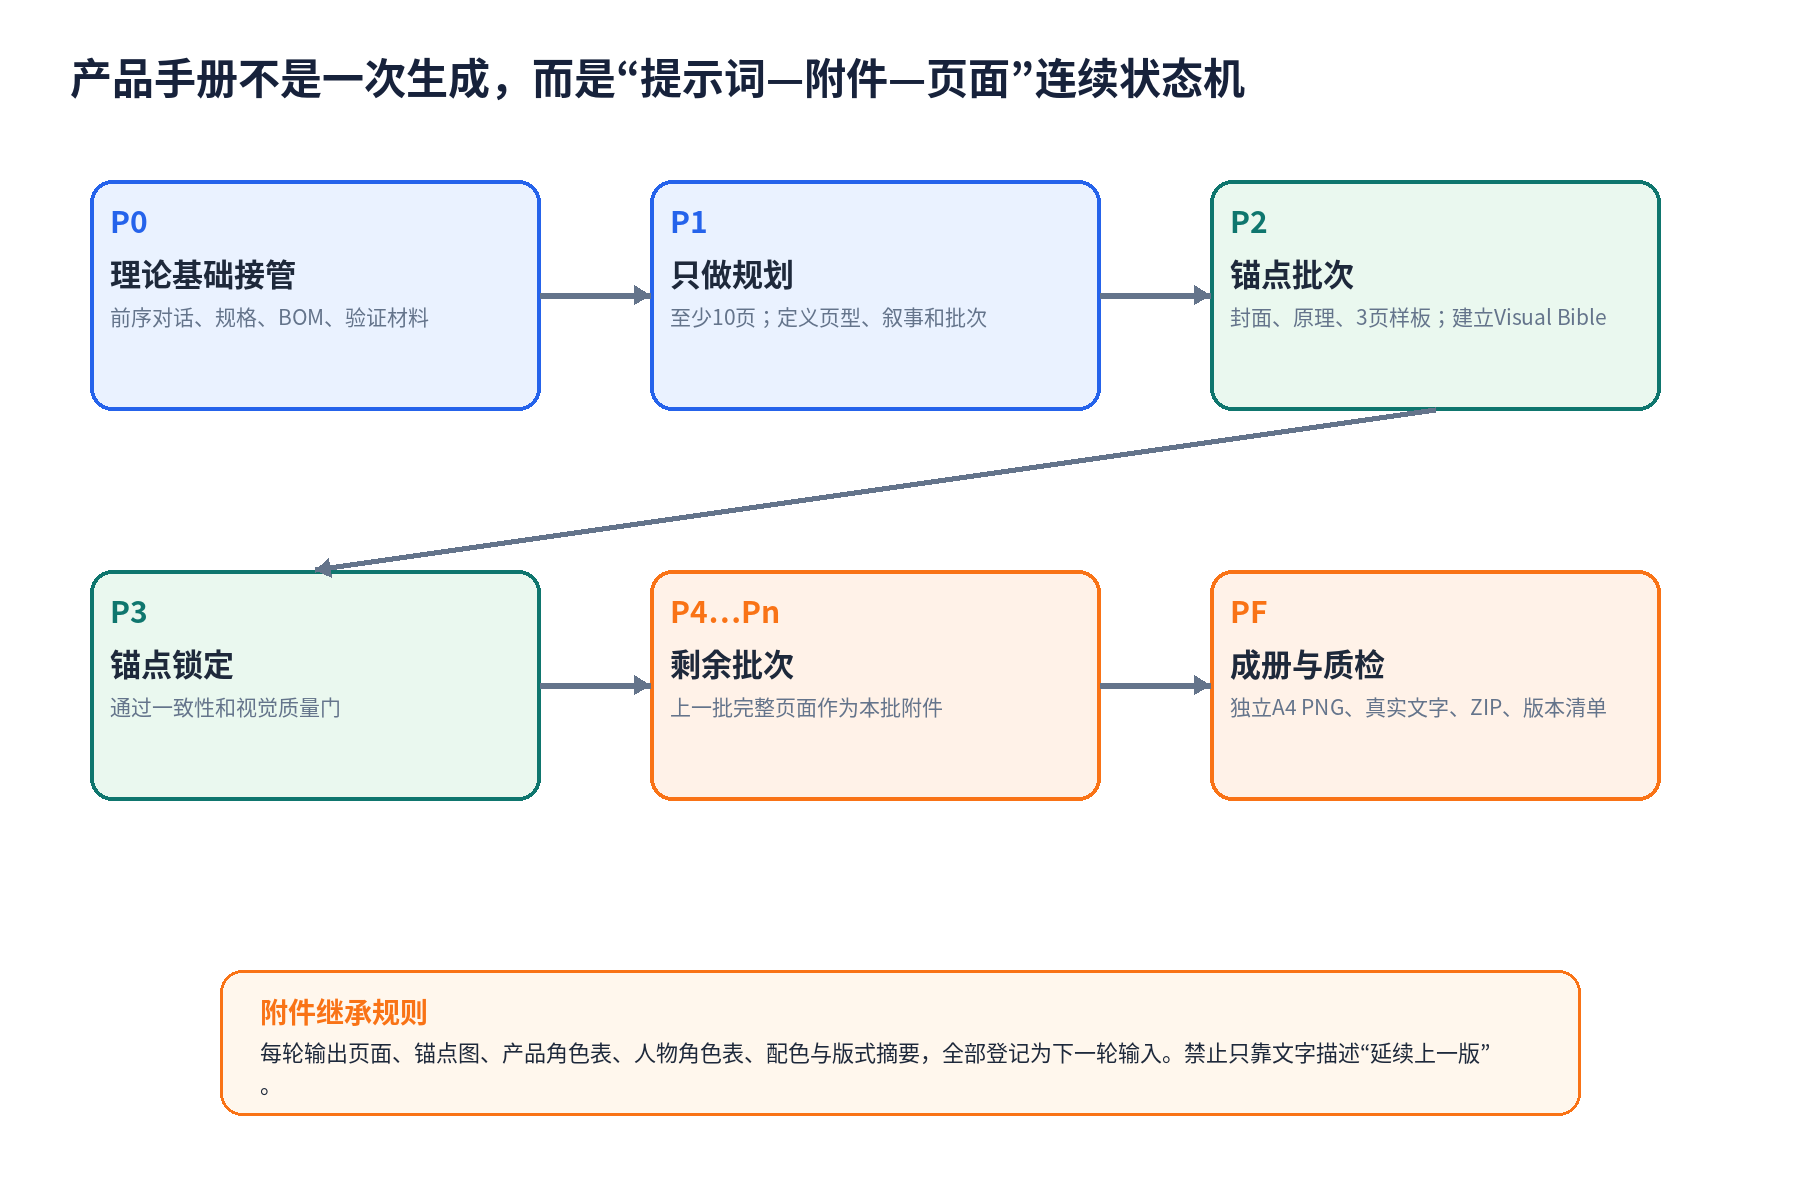 产品手册不是一次生成，而是“提示词—附件—页面”连续状态机
P0
理论基础接管
前序对话、规格、BOM、验证材料
P1
只做规划
至少10页；定义页型、叙事和批次
P2
锚点批次
封面、原理、3页样板；建立Visual Bible
P3
锚点锁定
通过一致性和视觉质量门
P4…Pn
剩余批次
上一批完整页面作为本批附件
PF
成册与质检
独立A4 PNG、真实文字、ZIP、版本清单
附件继承规则
每轮输出页面、锚点图、产品角色表、人物角色表、配色与版式摘要，全部登记为下一轮输入。禁止只靠文字描述“延续上一版”
。